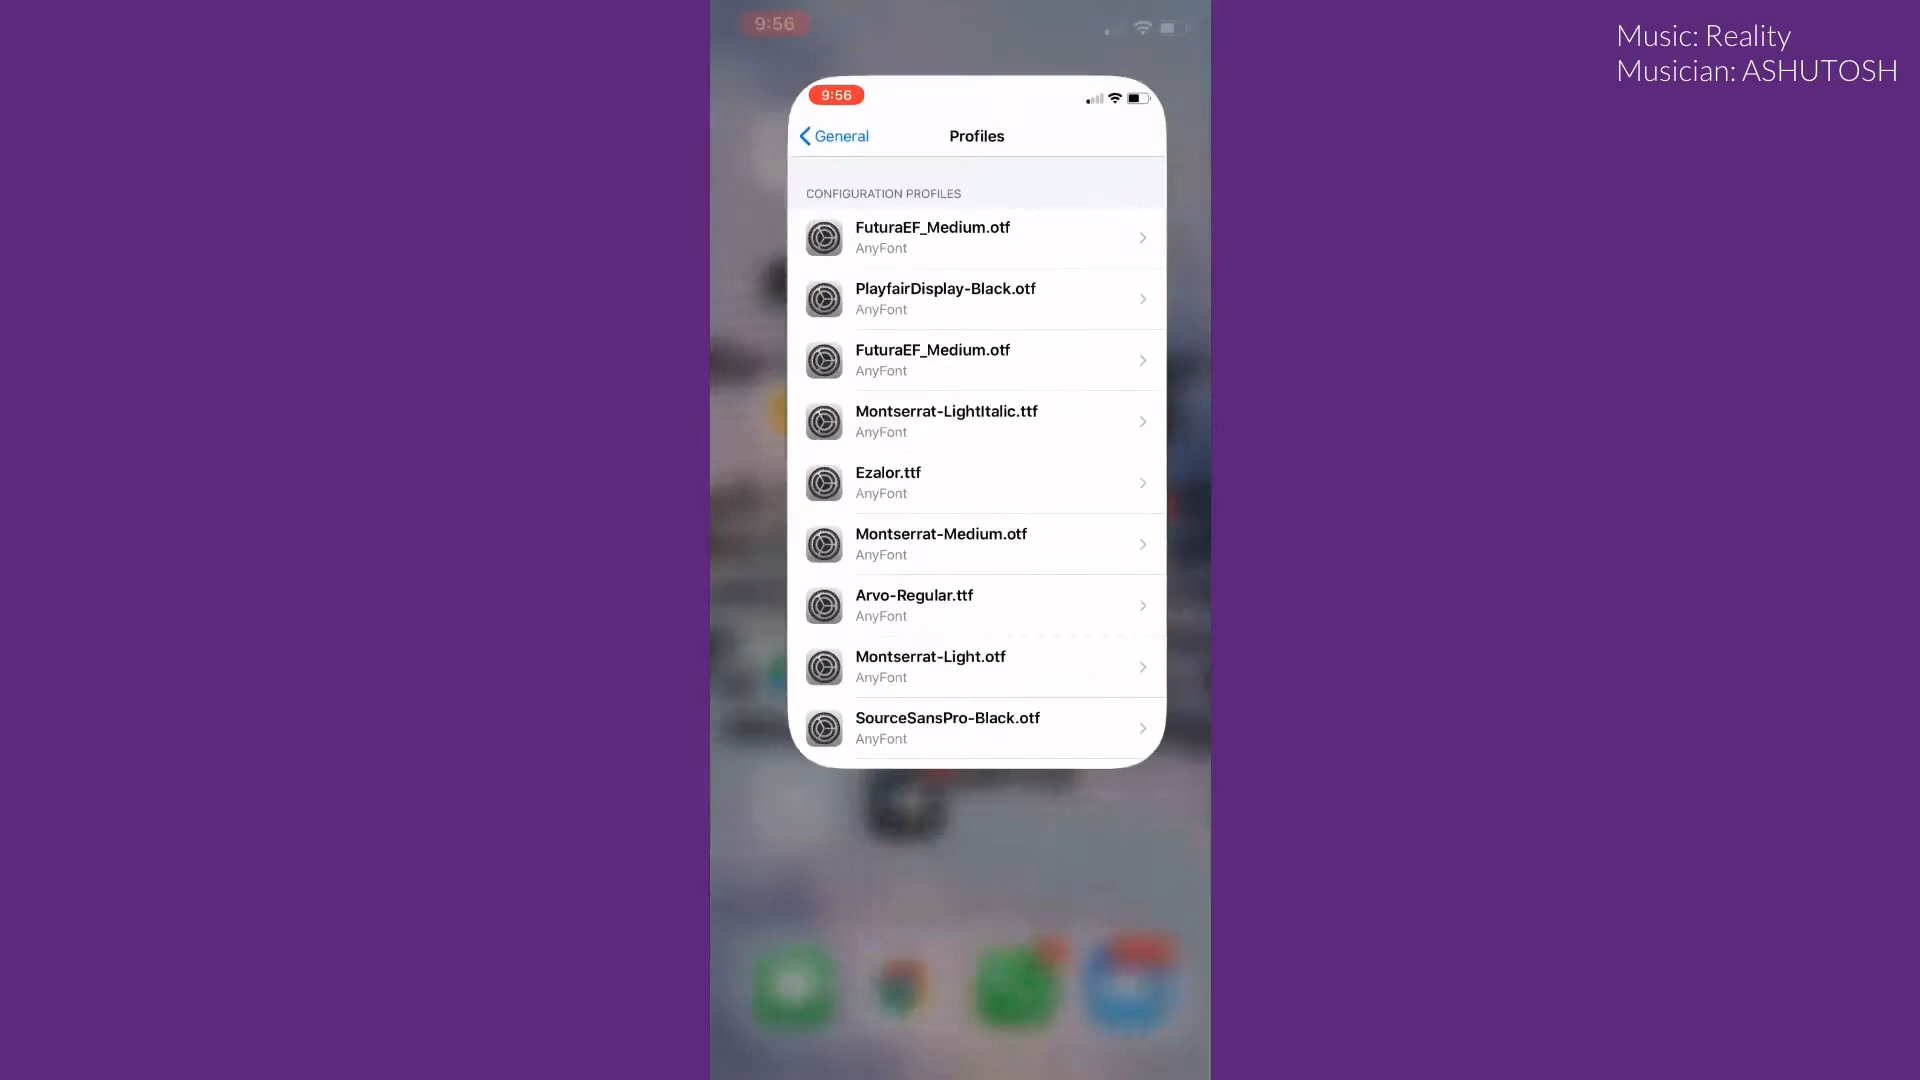 9:56
Music: Reality
Musician: ASHUTOSH
9:56
General
Profiles
CONFIGURATION PROFILES
FuturaEF_Medium.otf
AnyFont
PlayfairDisplay-Black.otf
AnyFont
FuturaEF_Medium.otf
AnyFont
Montserrat-LightItalic.ttf
AnyFont
Ezalor.ttf
AnyFont
Montserrat-Medium.otf
AnyFont
Arvo-Regular.ttf
AnyFont
Montserrat-Light.otf
AnyFont
SourceSansPro-Black.otf
AnyFont